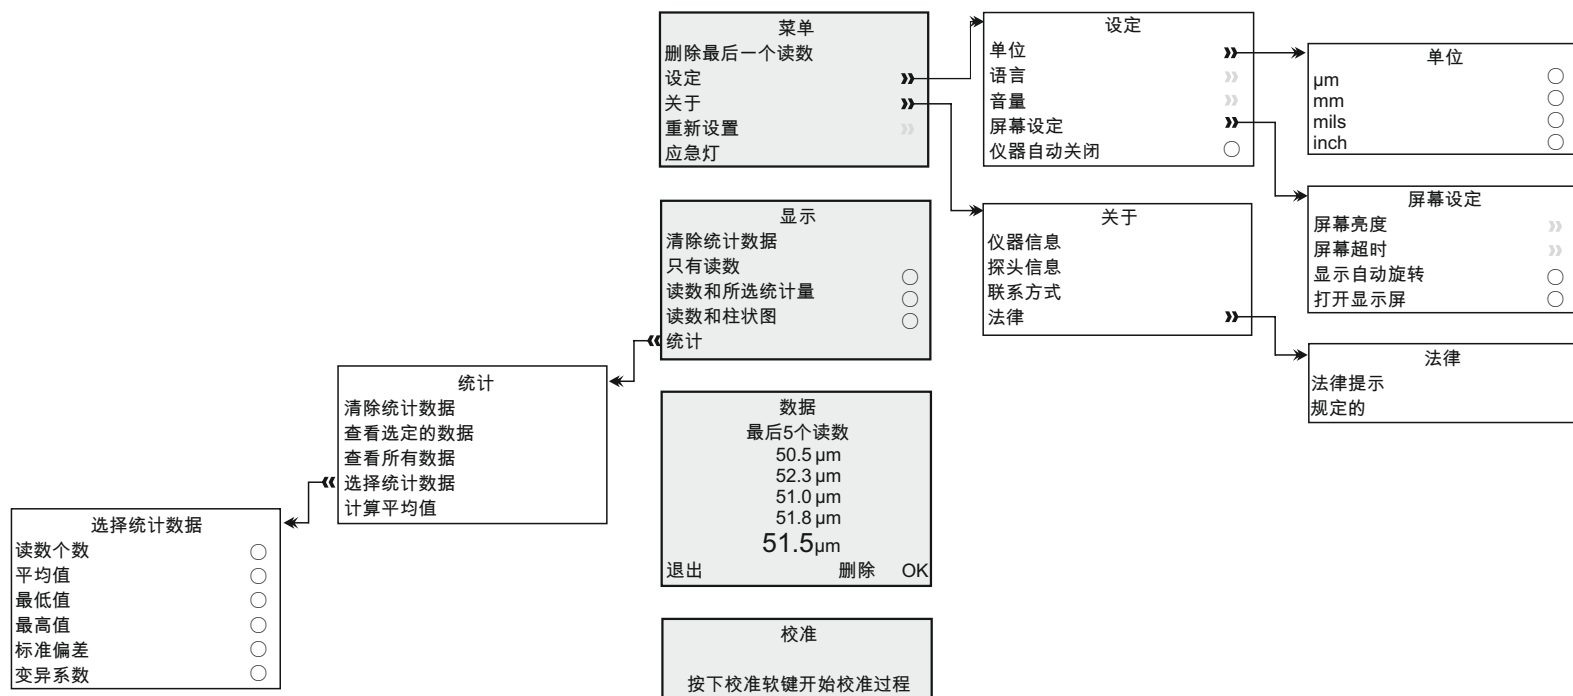 菜单
删除最后一个读数
设定
关于
重新设置
应急灯
设定
单位
语言
音量
屏幕设定
仪器自动关闭
单位
µm
mm
mils
inch
屏幕设定
屏幕亮度
屏幕超时
显示自动旋转
打开显示屏
关于
仪器信息
探头信息
联系方式
法律
法律
法律提示
规定的
显示
清除统计数据
只有读数
读数和所选统计量
读数和柱状图
统计
统计
清除统计数据
查看选定的数据
查看所有数据
选择统计数据
计算平均值
选择统计数据
读数个数
平均值
最低值
最高值
标准偏差
变异系数
数据
最后5个读数
50.5 µm
52.3 µm
51.0 µm
51.8 µm
51.5µm
退出 删除 OK
校准
按下校准软键开始校准过程